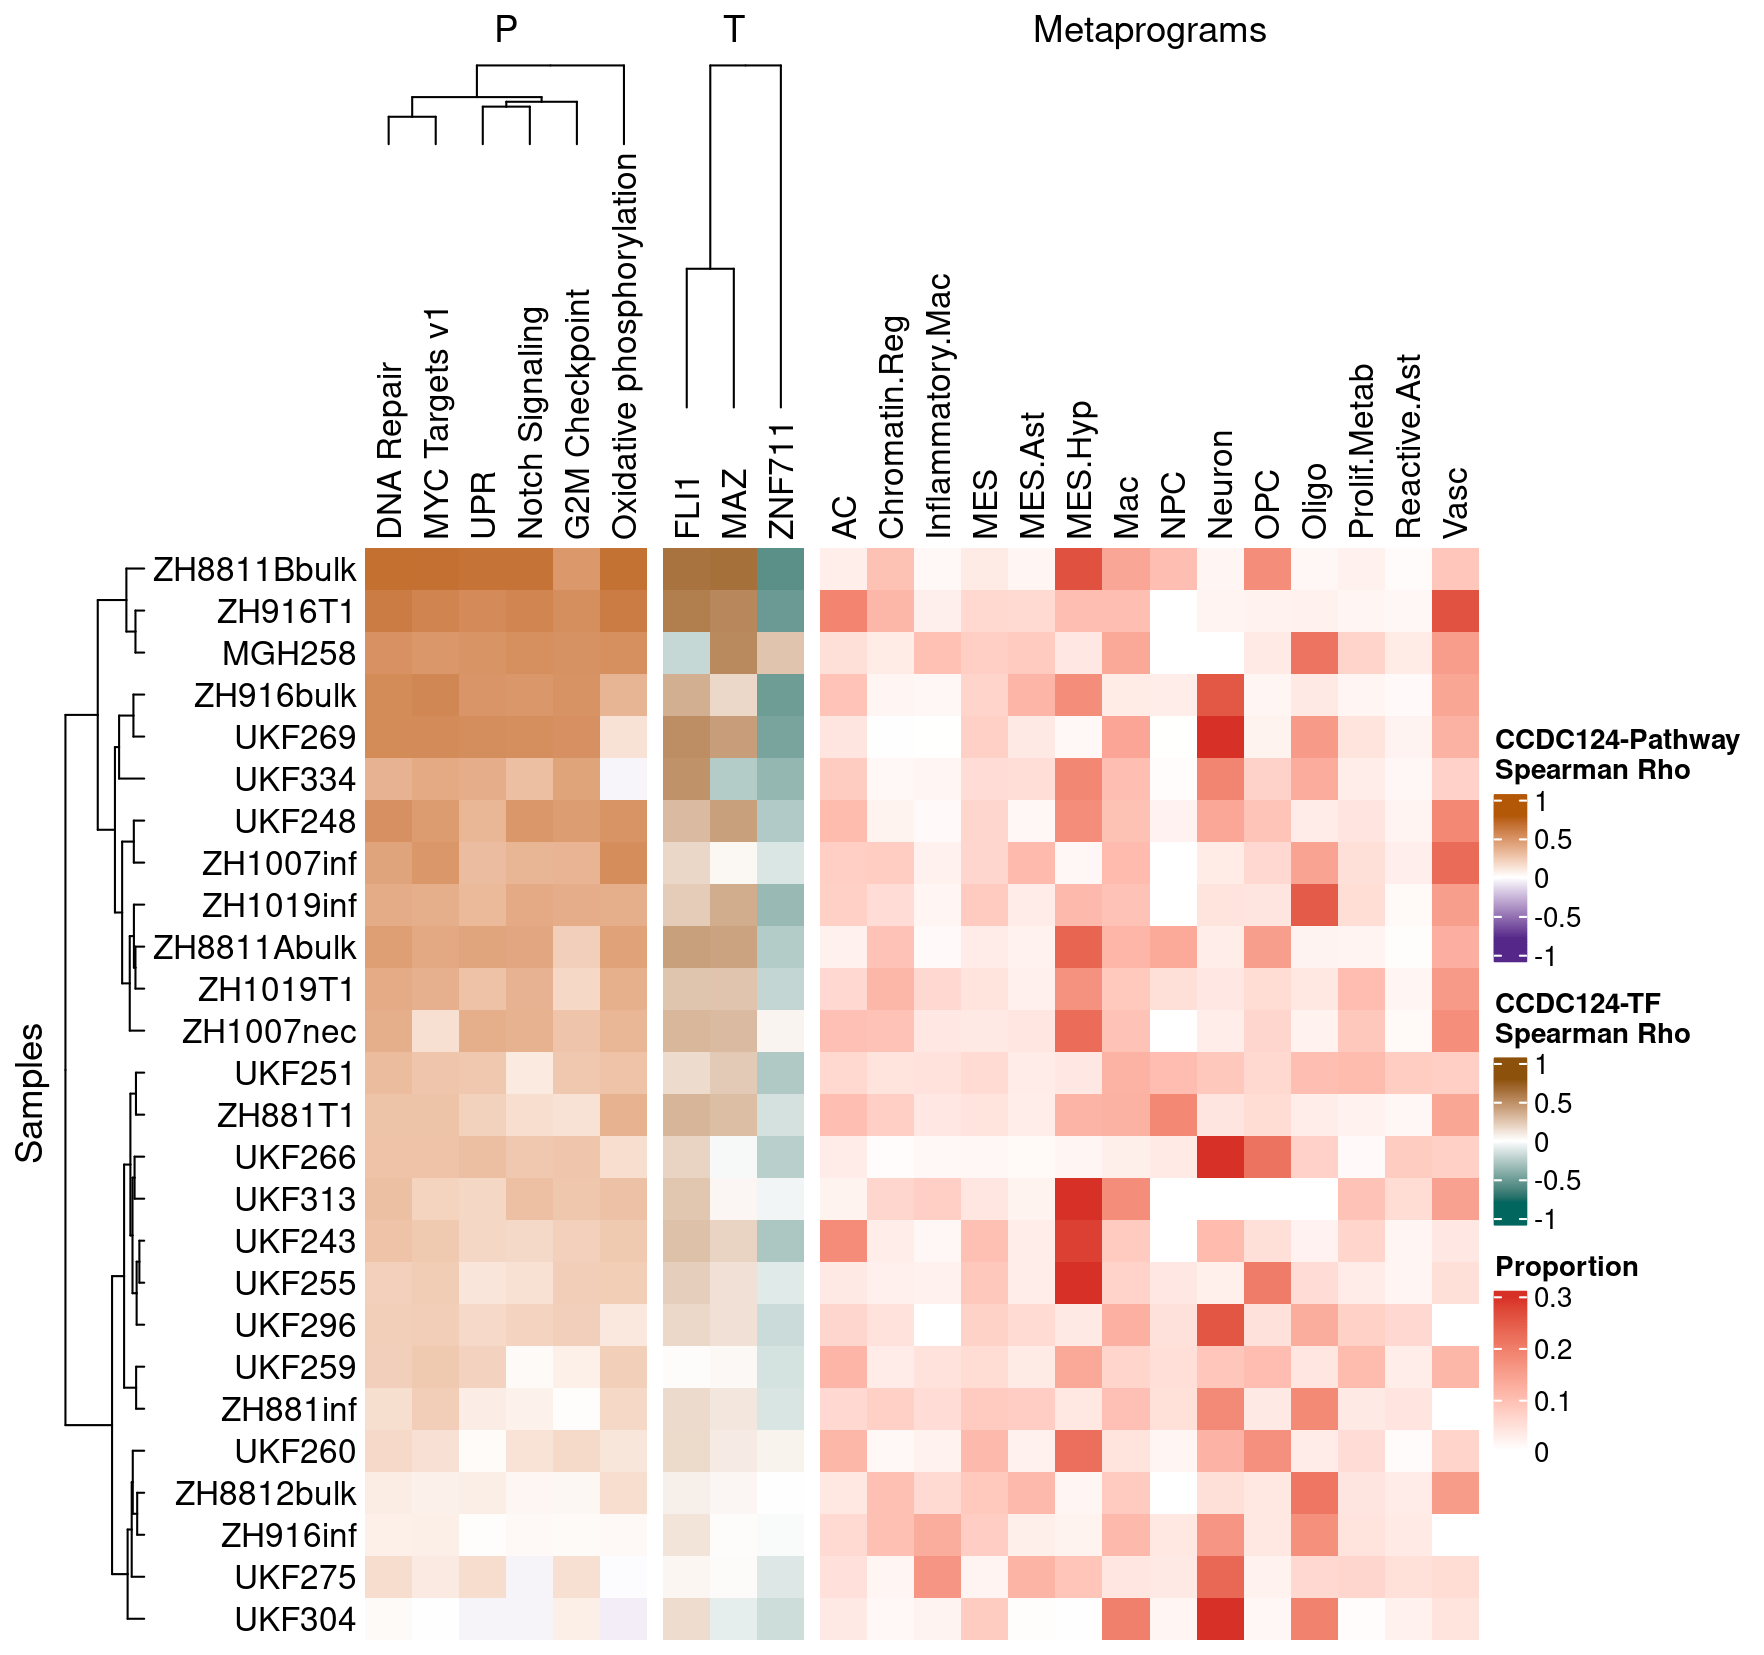 P
T
Metaprograms
DNA Repair
MYC Targets v1
UPR
Notch Signaling
G2M Checkpoint
Oxidative phosphorylation
FLI1
MAZ
ZNF711
AC
Chromatin.Reg
Inflammatory.Mac
MES
MES.Ast
MES.Hyp
Mac
NPC
Neuron
OPC
Oligo
Prolif.Metab
Reactive.Ast
Vasc
Samples
ZH8811Bbulk
ZH916T1
MGH258
ZH916bulk
UKF269
UKF334
UKF248
ZH1007inf
ZH1019inf
ZH8811Abulk
ZH1019T1
ZH1007nec
UKF251
ZH881T1
UKF266
UKF313
UKF243
UKF255
UKF296
UKF259
ZH881inf
UKF260
ZH8812bulk
ZH916inf
UKF275
UKF304
CCDC124-Pathway
Spearman Rho
1
0.5
0
-0.5
-1
CCDC124-TF
Spearman Rho
1
0.5
0
-0.5
-1
Proportion
0.3
0.2
0.1
0